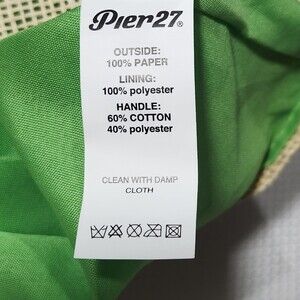 Pier27®
OUTSIDE:
100% PAPER
LINING:
100% polyester
HANDLE:
60% COTTON
40% polyester
CLEAN WITH DAMP
CLOTH